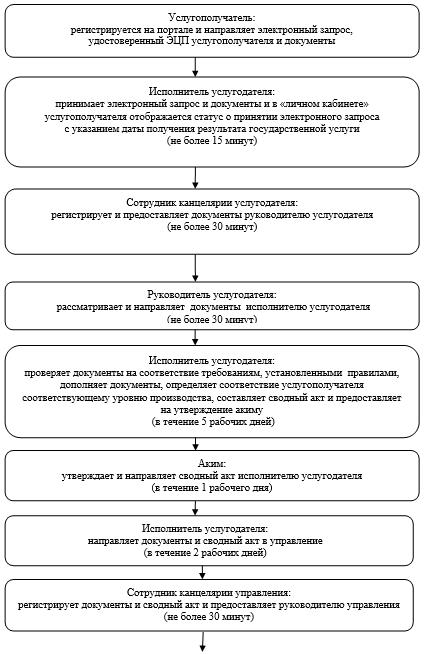 Услугополучатель:
регистрируется на портале и направляет электронный запрос,
удостоверенный ЭЦП услугополучателя и документы
Исполнитель услугодателя:
принимает электронный запрос и документы и в «личном кабинете»
услугополучателя отображается статус о принятии электронного запроса
с указанием даты получения результата государственной услуги
(не более 15 минут)
Сотрудник канцелярии услугодателя:
регистрирует и предоставляет документы руководителю услугодателя
(не более 30 минут)
Руководитель услугодателя:
рассматривает и направляет документы исполнителю услугодателя
(не более 30 минут)
Исполнитель услугодателя:
проверяет документы на соответствие требованиям, установленными правилами,
дополняет документы, определяет соответствие услугополучателя
соответствующему уровню производства, составляет сводный акт и предоставляет
на утверждение акиму
(в течение 5 рабочих дней)
Аким:
утверждает и направляет сводный акт исполнителю услугодателя
(в течение 1 рабочего дня)
Исполнитель услугодателя:
направляет документы и сводный акт в управление
(в течение 2 рабочих дней)
Сотрудник канцелярии управления:
регистрирует документы и сводный акт и предоставляет руководителю управления
(не более 30 минут)